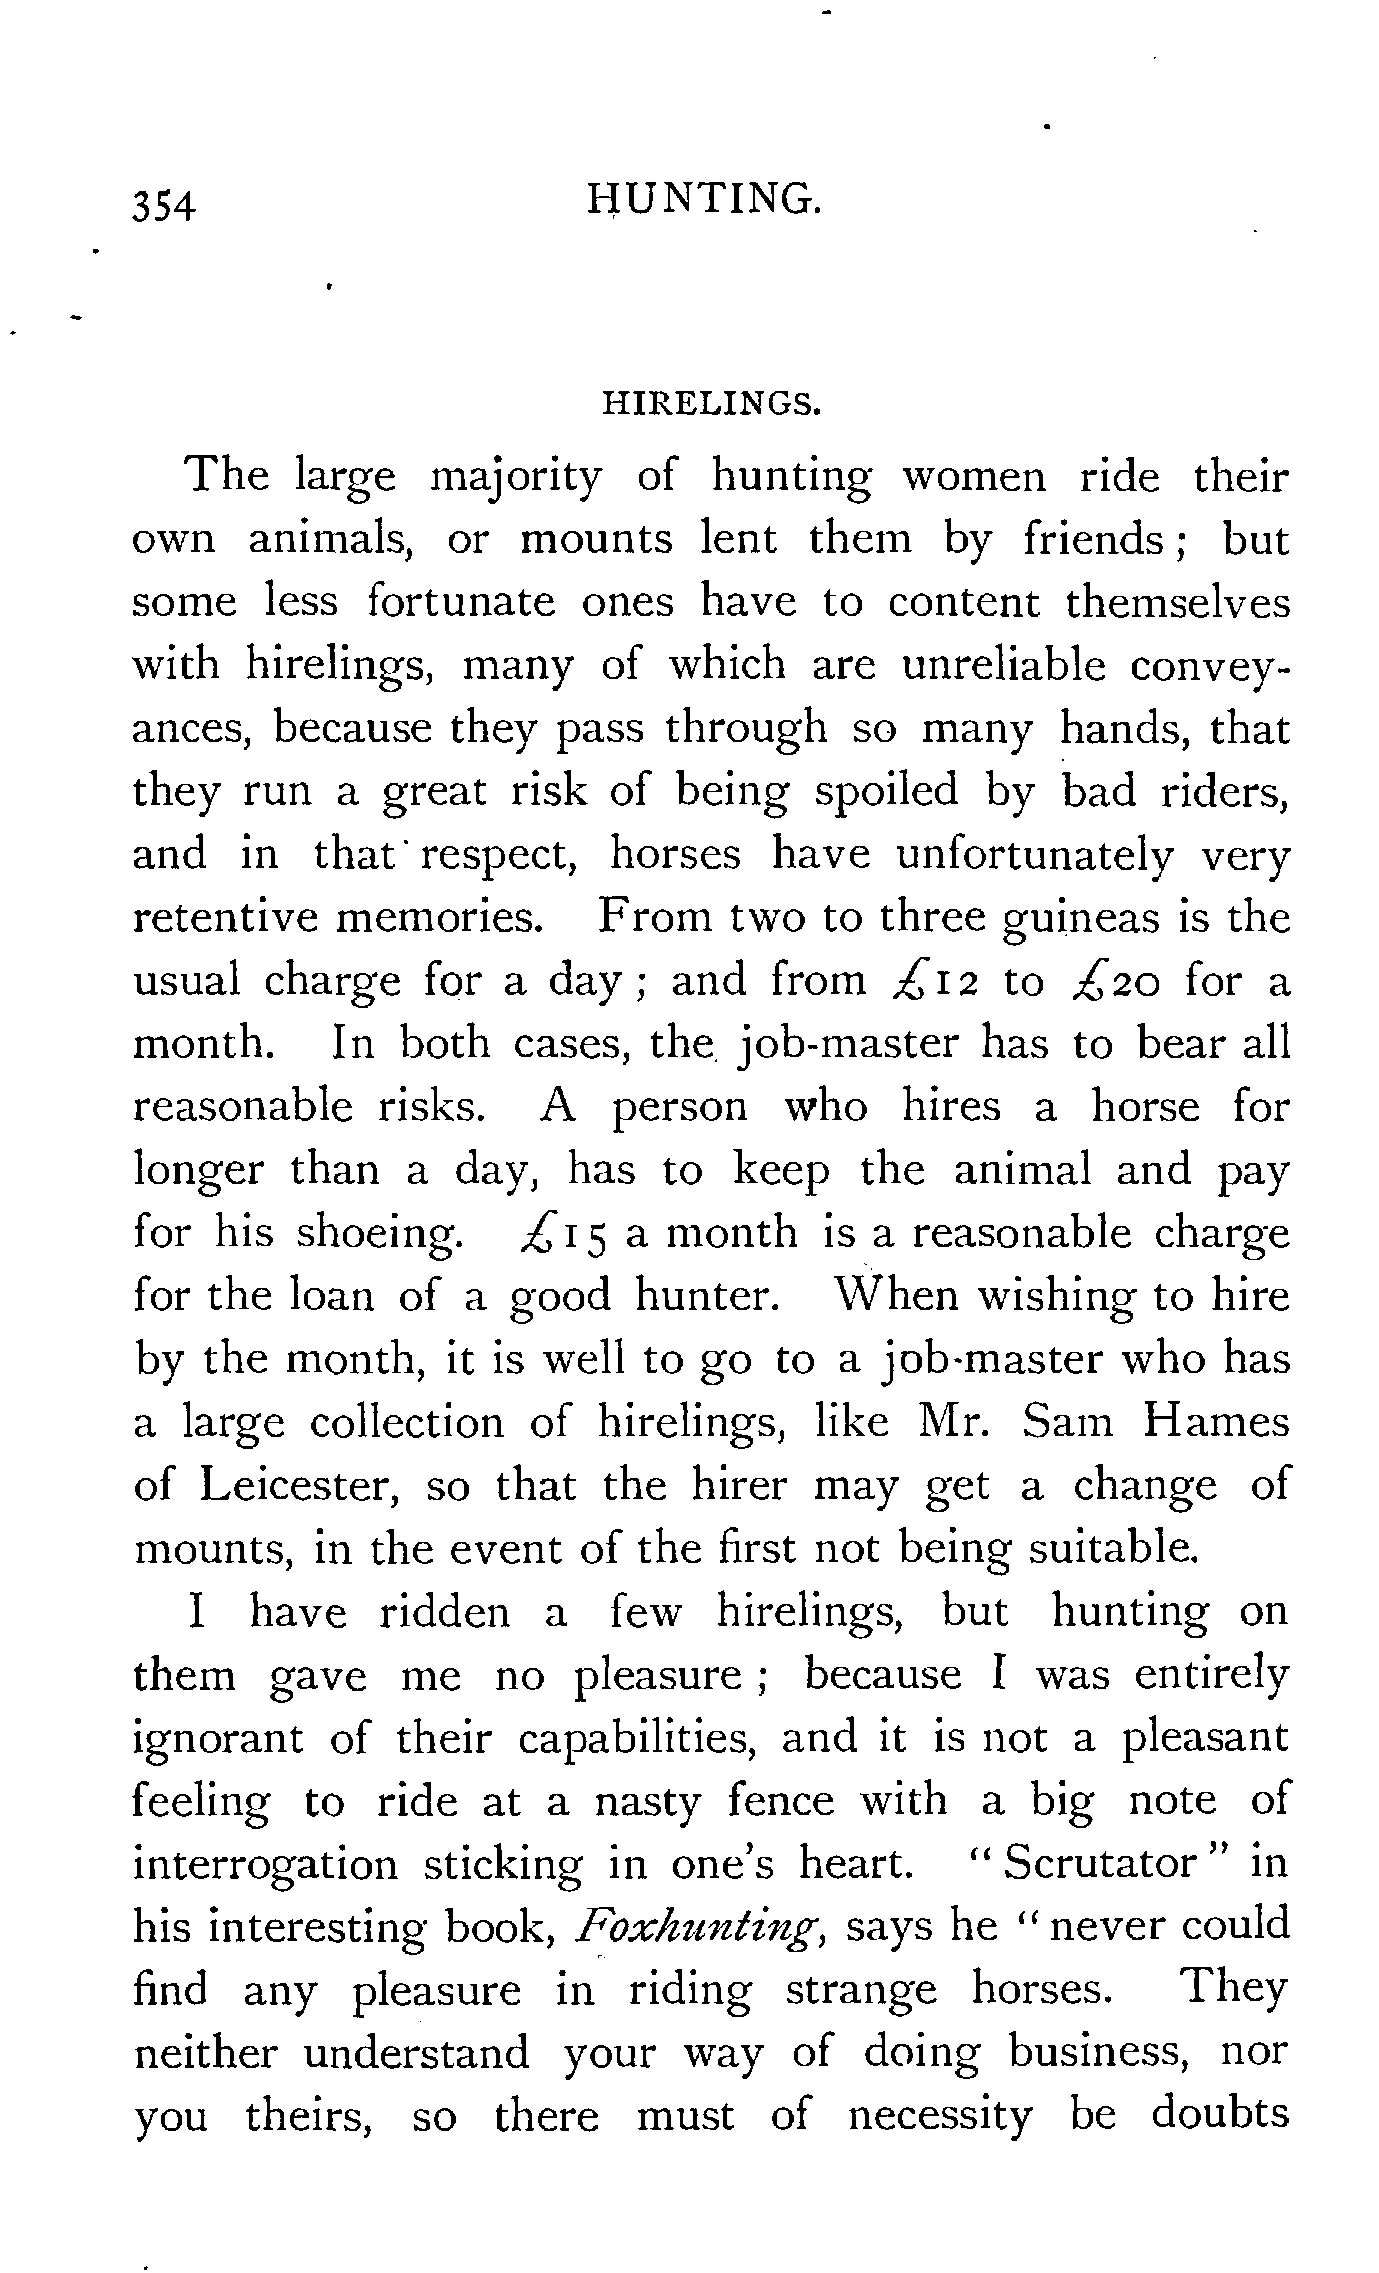 354 HUNTING.
HIRELINGS.
The large majority of hunting women ride their
own animals, or mounts lent them by friends ; but
some less fortunate ones have to content themselves
with hirelings, many of which are unreliable convey-
ances, because they pass through so many hands, that
they run a great risk of being spoiled by bad riders,
and in that respect, horses have unfortunately very
retentive memories. From two to three guineas is the
usual charge for a day ; and from £12 to £20 for a
month. In both cases, the job-master has to bear all
reasonable risks. A person who hires a horse for
longer than a day, has to keep the animal and pay
for his shoeing. £15 a month is a reasonable charge
for the loan of a good hunter. When wishing to hire
by the month, it is well to go to a job-master who has
a large collection of hirelings, like Mr. Sam Hames
of Leicester, so that the hirer may get a change of
mounts, in the event of the first not being suitable.
I have ridden a few hirelings, but hunting on
them gave me no pleasure ; because I was entirely
ignorant of their capabilities, and it is not a pleasant
feeling to ride at a nasty fence with a big note of
interrogation sticking in one's heart. " Scrutator " in
his interesting book, Foxhunting, says he " never could
find any pleasure in riding strange horses. They
neither understand your way of doing business, nor
you theirs, so there must of necessity be doubts